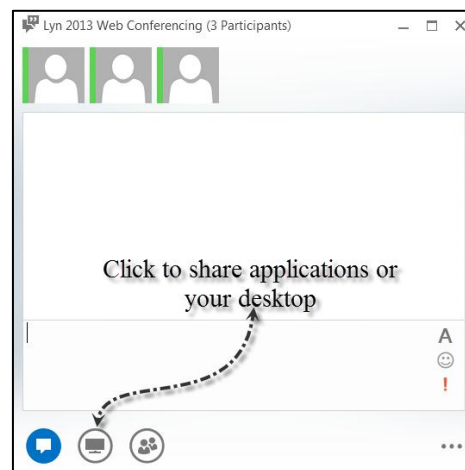 Lyn 2013 Web Conferencing (3 Participants)
Click to share applications or
your desktop
A
!